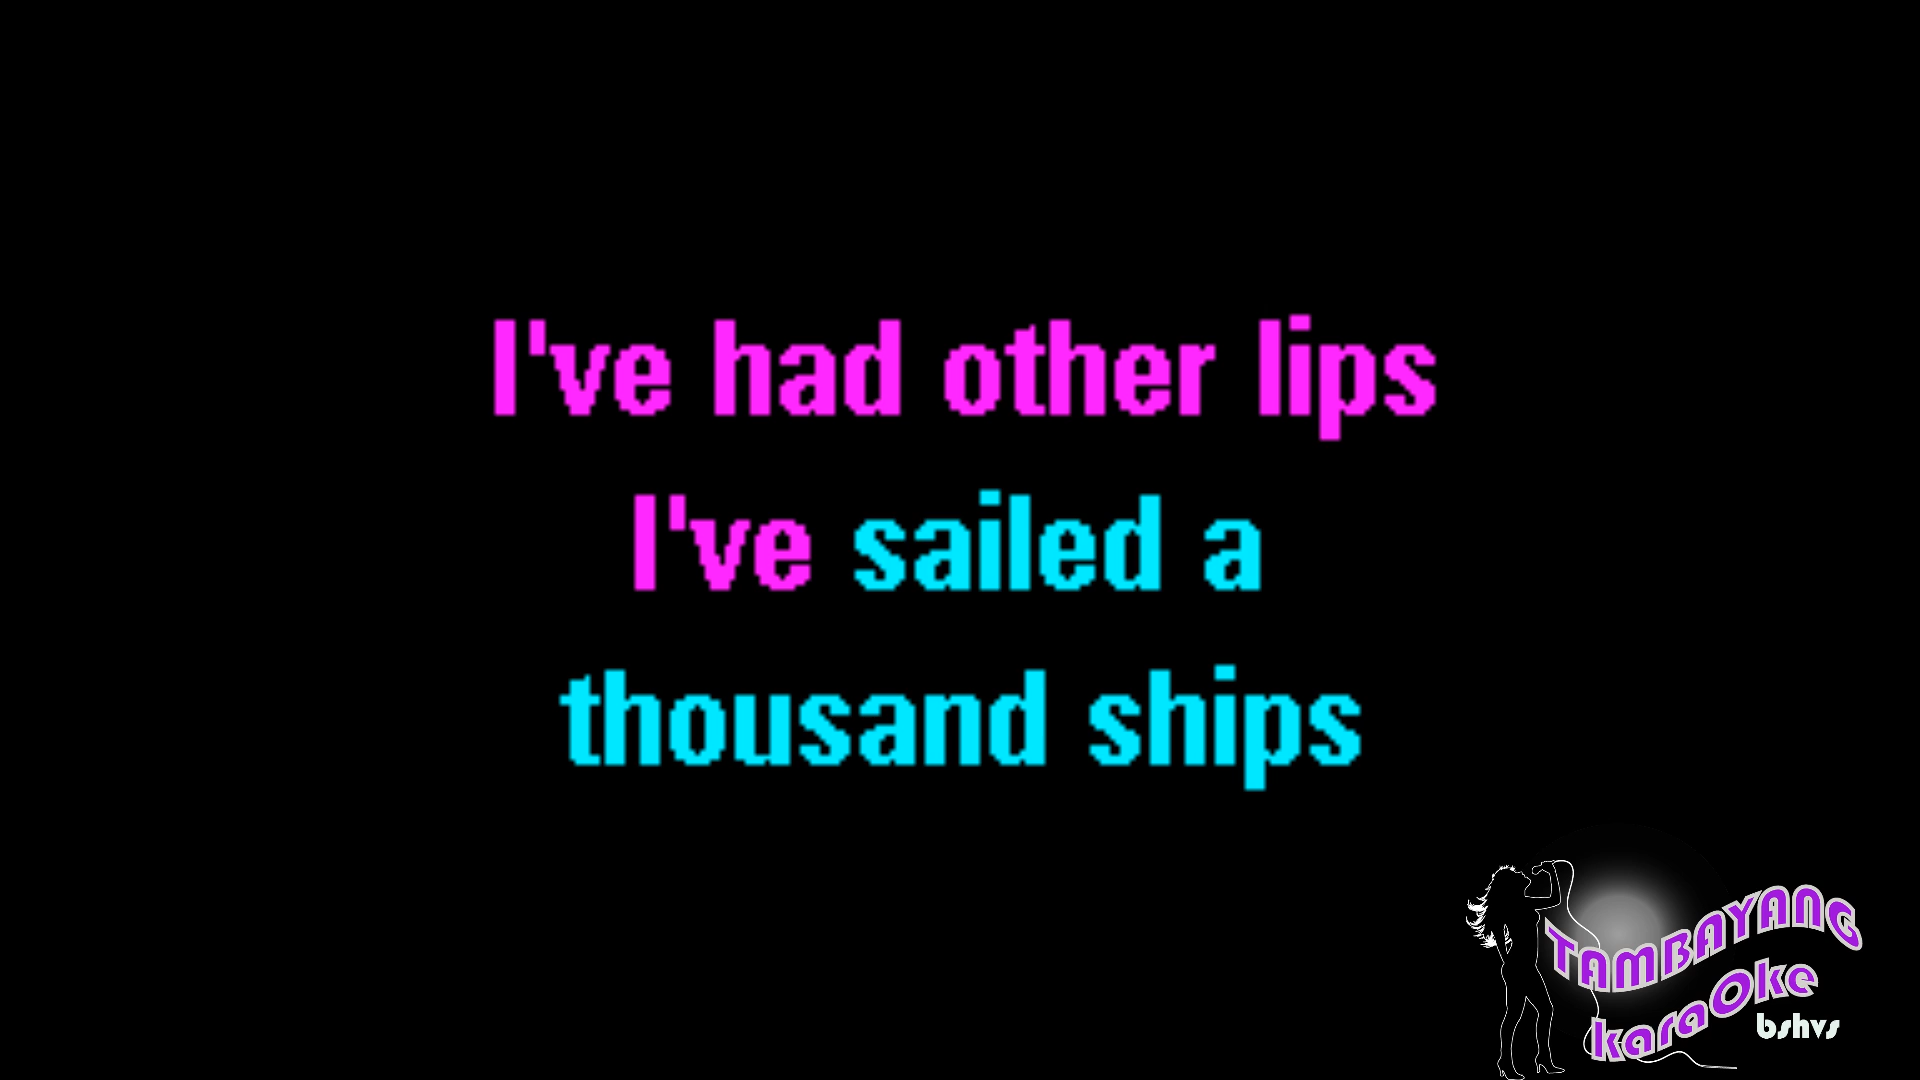 I've had other lips
I've sailed a
thousand ships
TAMBAYANG
karaOke
bshvs